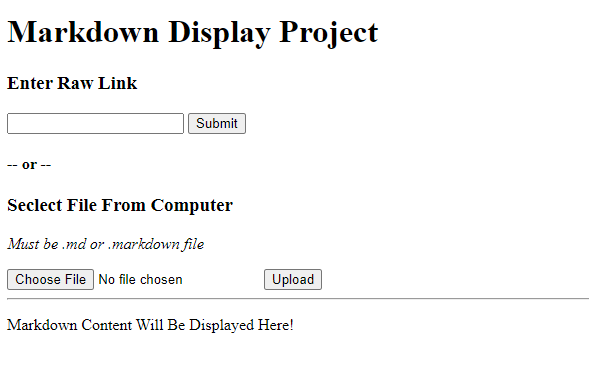 Markdown Display Project
Enter Raw Link
Submit
-- or --
Seclect File From Computer
Must be .md or .markdown file
Choose File No file chosen Upload
Markdown Content Will Be Displayed Here!